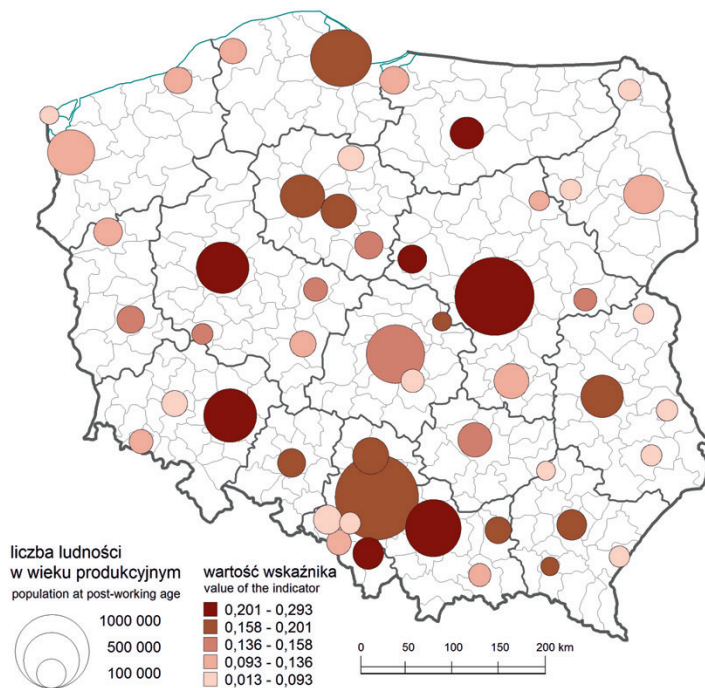 liczba ludności
w wieku produkcyjnym
population at post-working age
1000 000
500 000
100 000
wartość wskaźnika
value of the indicator
0,201 - 0,293
0,158 - 0,201
0,136 - 0,158
0,093 - 0,136
0,013 - 0,093
0 50 100 150 200 km